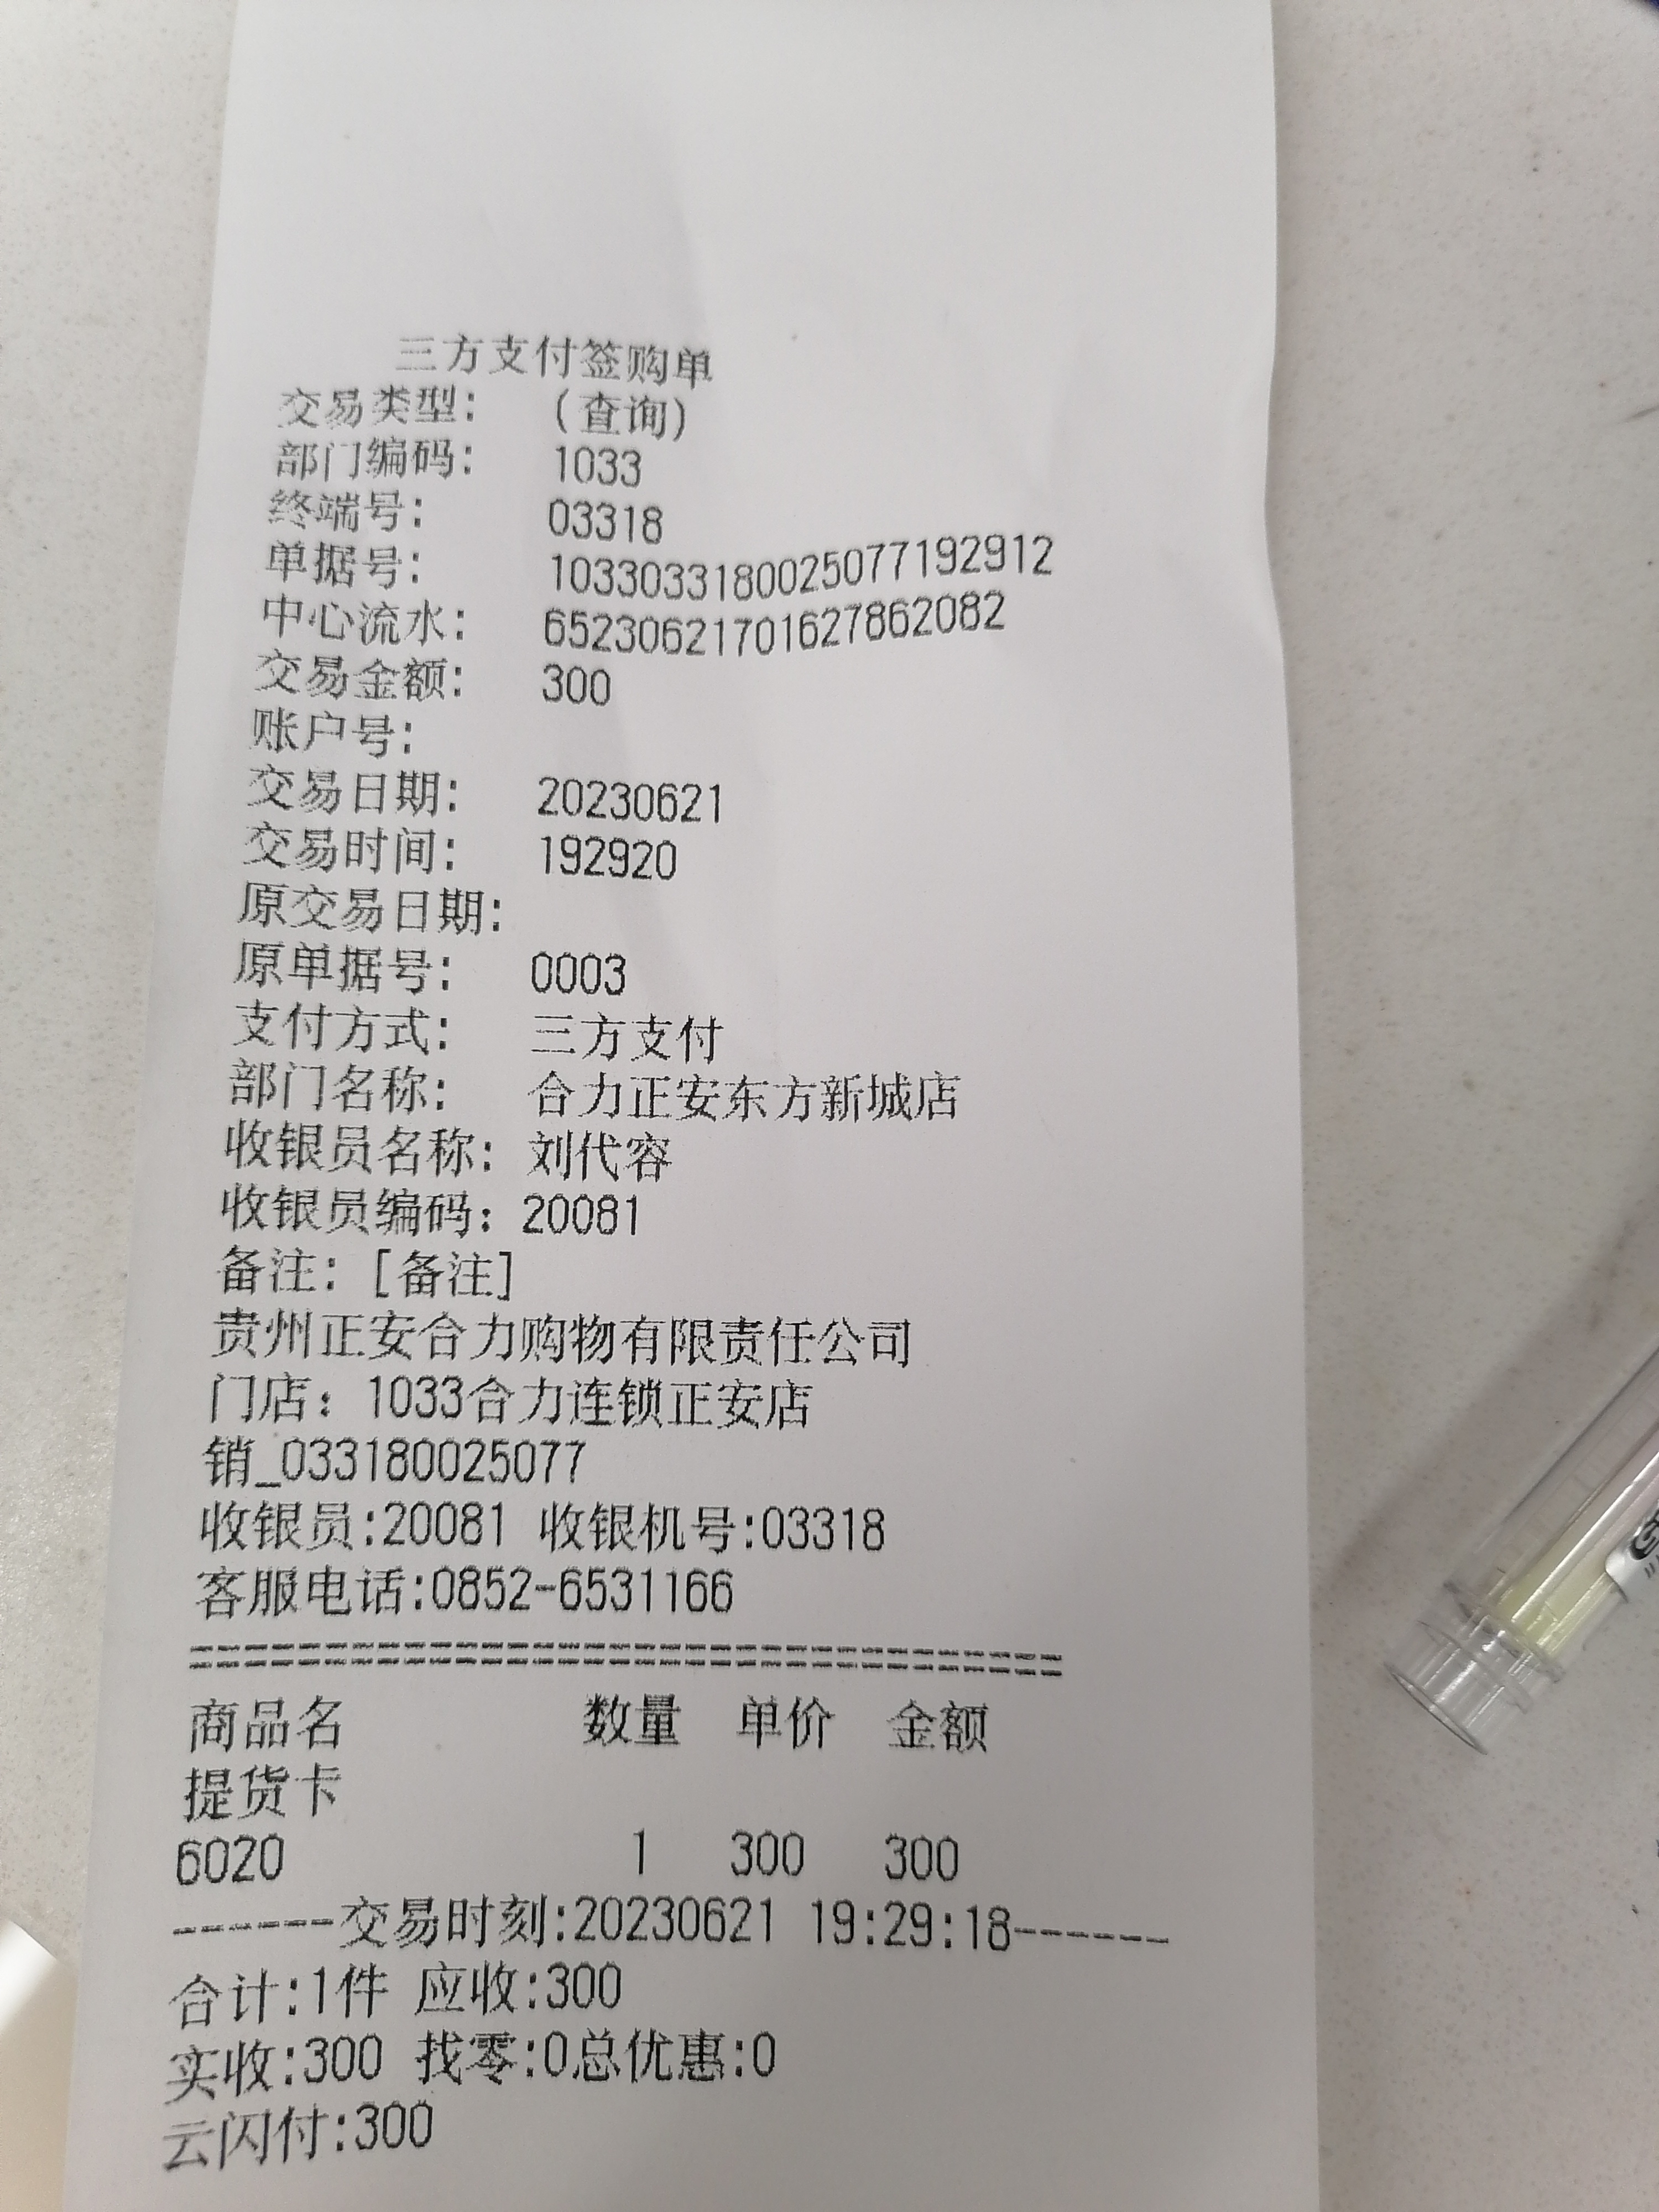 三方支付签购单
交易类型: (查询)
部门编码: 1033
终端号: 03318
单据号: 1033033180025077192912
中心流水: 65230621701627862082
交易金额: 300
账户号:
交易日期: 20230621
交易时间: 192920
原交易日期:
原单据号: 0003
支付方式: 三方支付
部门名称: 合力正安东方新城店
收银员名称: 刘代容
收银员编码: 20081
备注: [备注]
贵州正安合力购物有限责任公司
门店: 1033合力连锁正安店
销_033180025077
收银员:20081 收银机号:03318
客服电话:0852-6531166
==================================
商品名 数量 单价 金额
提货卡
6020 1 300 300
------交易时刻:20230621 19:29:18------
合计:1件 应收:300
实收:300 找零:0总优惠:0
云闪付:300